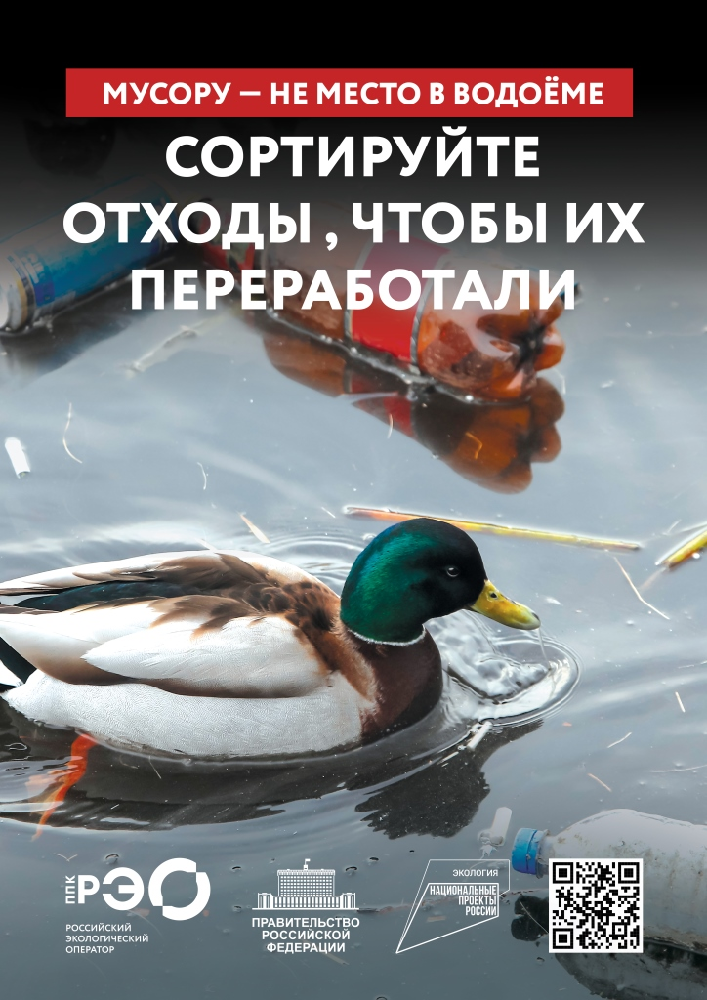 МУСОРУ — НЕ МЕСТО В ВОДОЁМЕ
СОРТИРУЙТЕ
ОТХОДЫ , ЧТОБЫ ИХ
ПЕРЕРАБОТАЛИ
ППК РЭО
РОССИЙСКИЙ
ЭКОЛОГИЧЕСКИЙ
ОПЕРАТОР
ПРАВИТЕЛЬСТВО
РОССИЙСКОЙ
ФЕДЕРАЦИИ
ЭКОЛОГИЯ
НАЦИОНАЛЬНЫЕ
ПРОЕКТЫ
РОССИИ